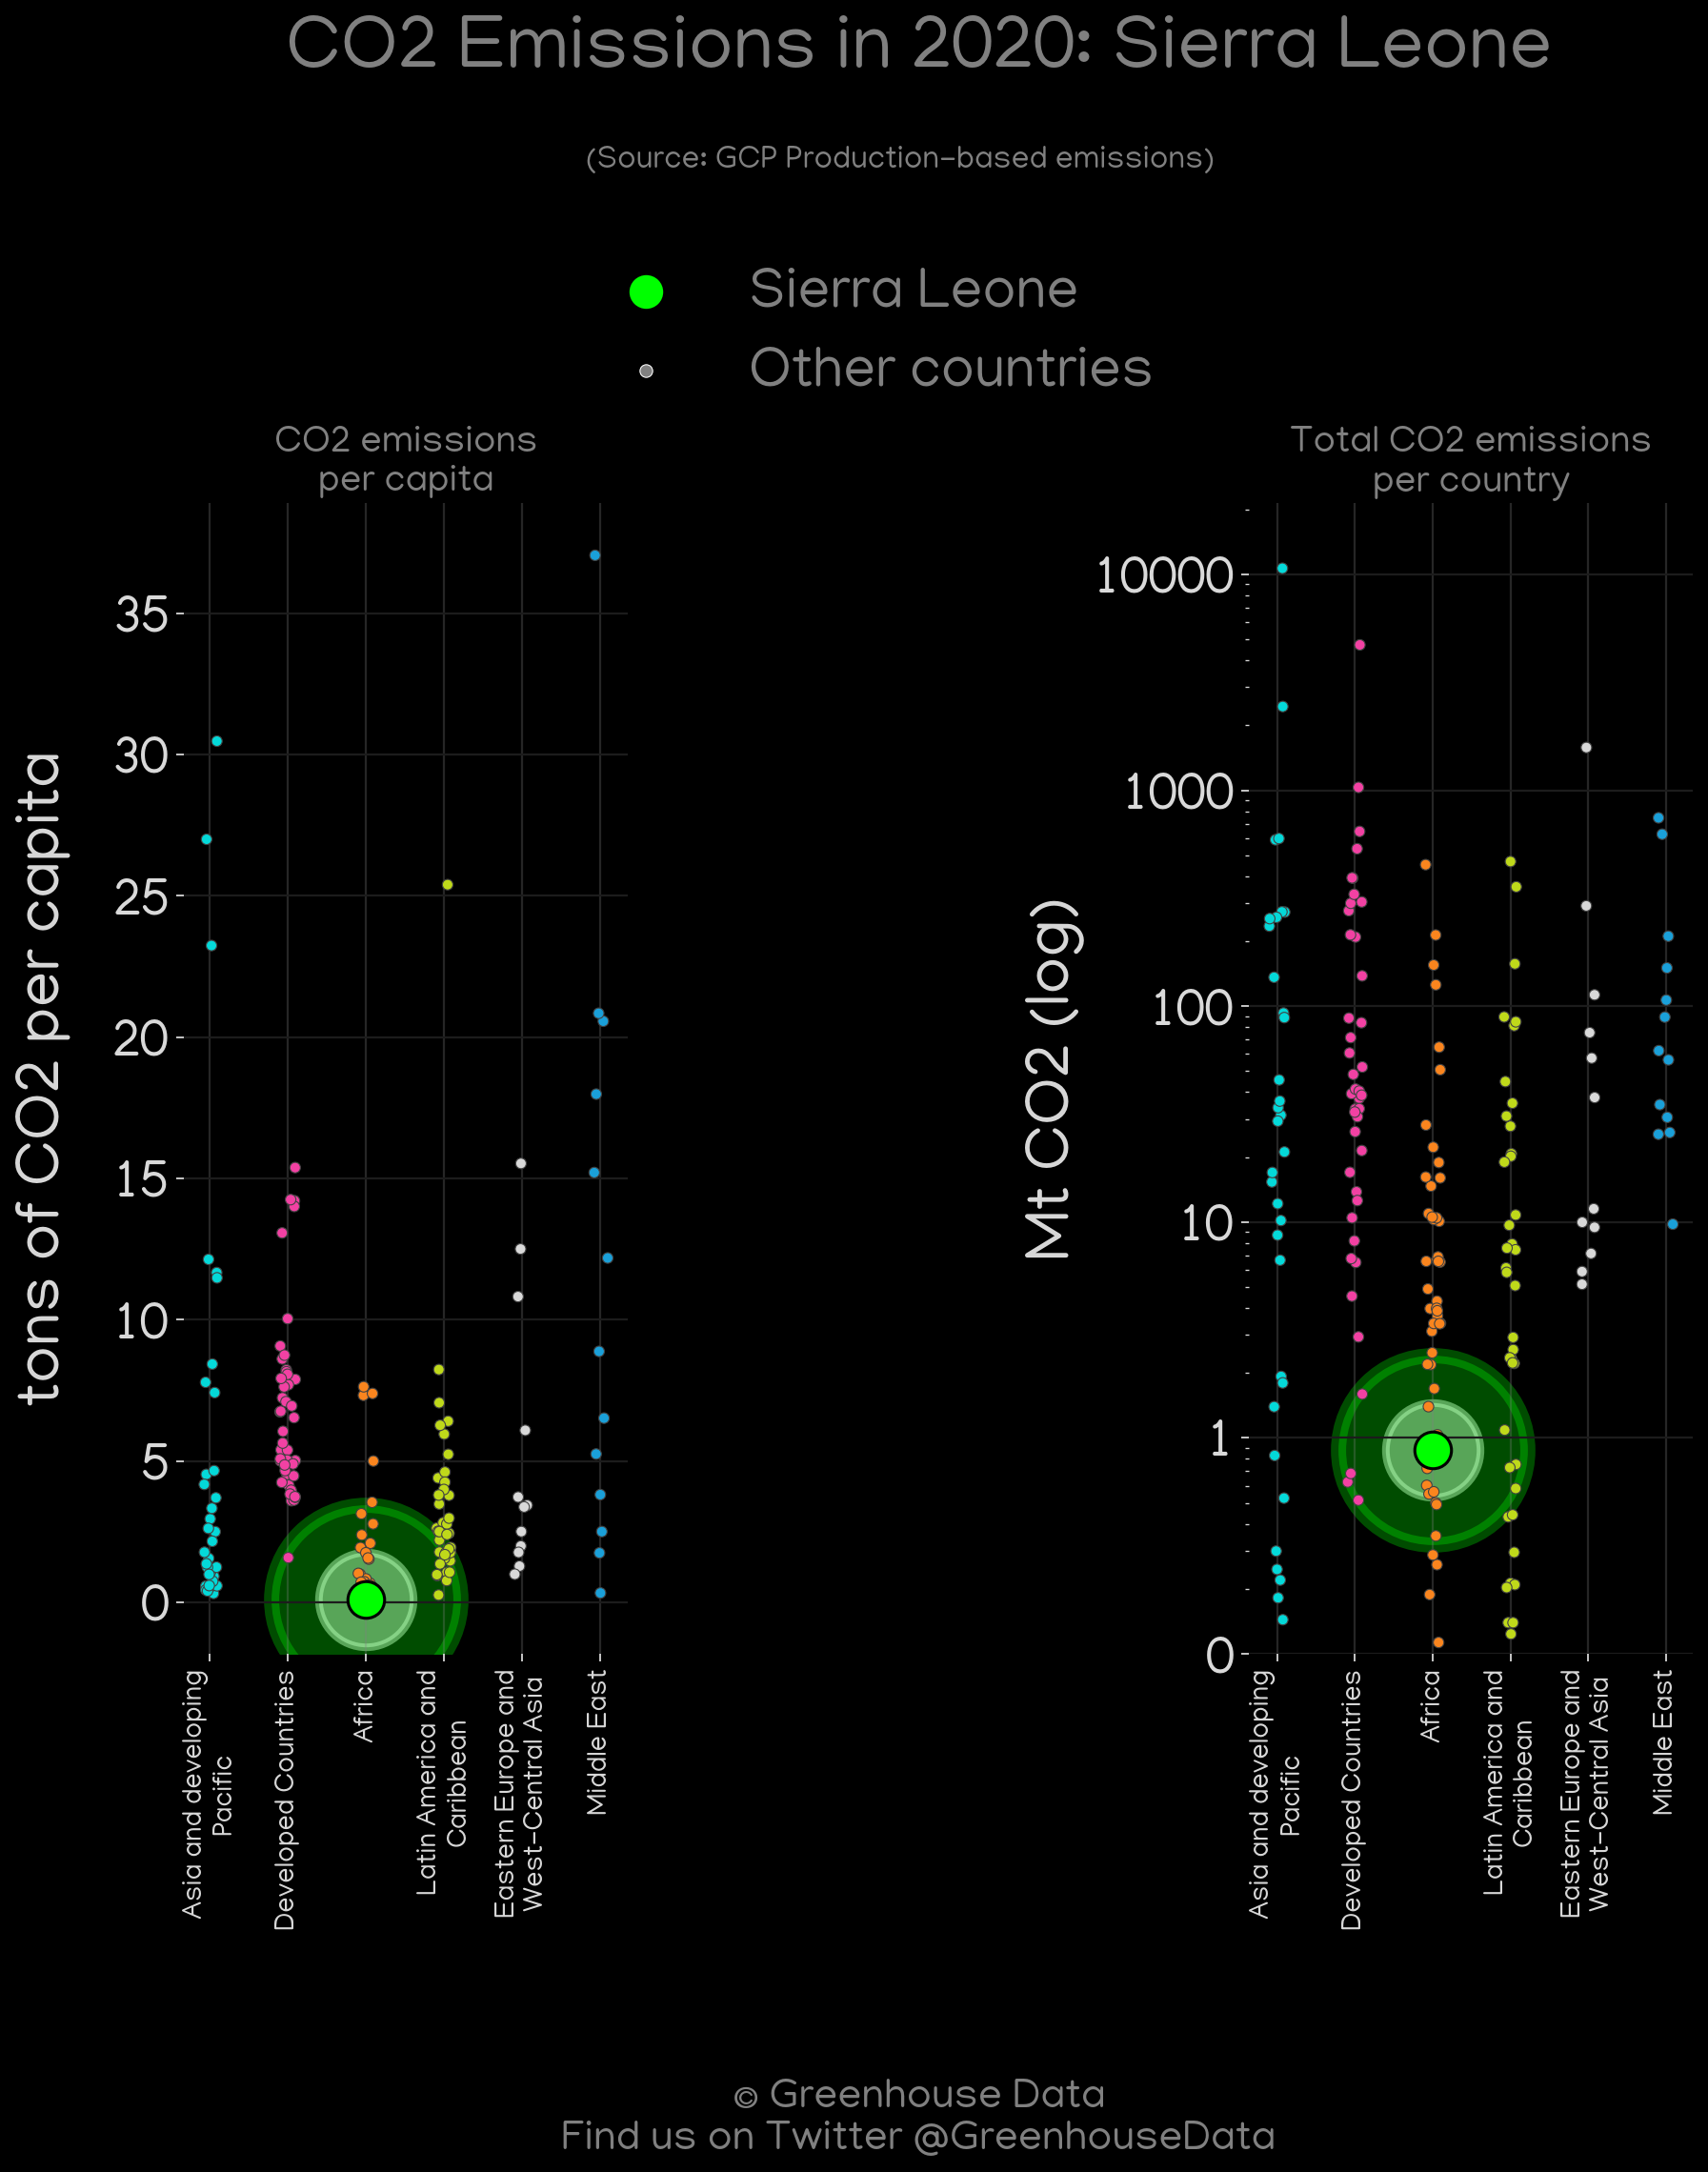 CO2 Emissions in 2020: Sierra Leone
(Source: GCP Production-based emissions)
Sierra Leone
Other countries
CO2 emissions
per capita
tons of CO2 per capita
35
30
25
20
15
10
5
0
Asia and developing
Pacific
Developed Countries
Africa
Latin America and
Caribbean
Eastern Europe and
West-Central Asia
Middle East
Total CO2 emissions
per country
Mt CO2 (log)
10000
1000
100
10
1
0
Asia and developing
Pacific
Developed Countries
Africa
Latin America and
Caribbean
Eastern Europe and
West-Central Asia
Middle East
© Greenhouse Data
Find us on Twitter @GreenhouseData